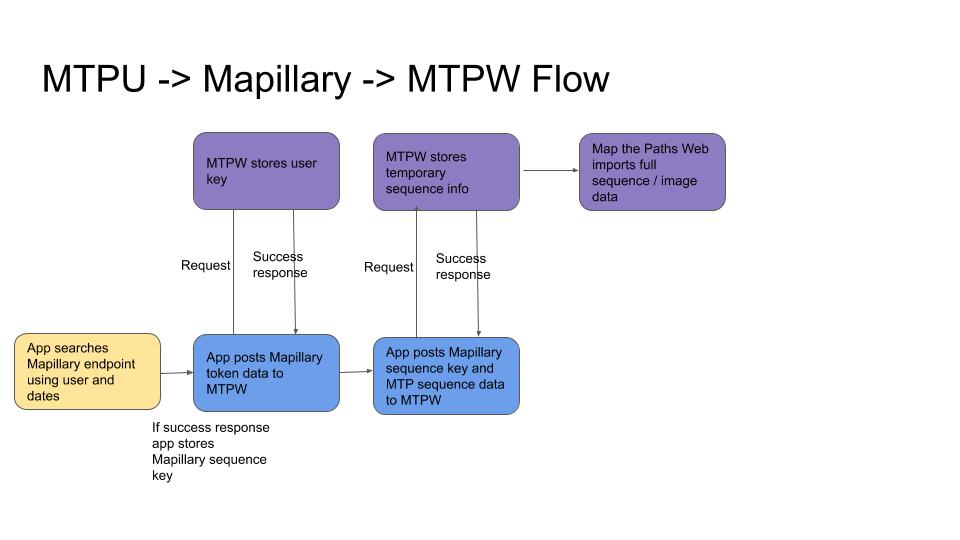 MTPU -> Mapillary -> MTPW Flow
MTPW stores user
key
MTPW stores
temporary
sequence info
Map the Paths Web
imports full
sequence / image
data
Request
Success
response
Request
Success
response
App searches
Mapillary endpoint
using user and
dates
App posts Mapillary
token data to
MTPW
App posts Mapillary
sequence key and
MTP sequence data
to MTPW
If success response
app stores
Mapillary sequence
key